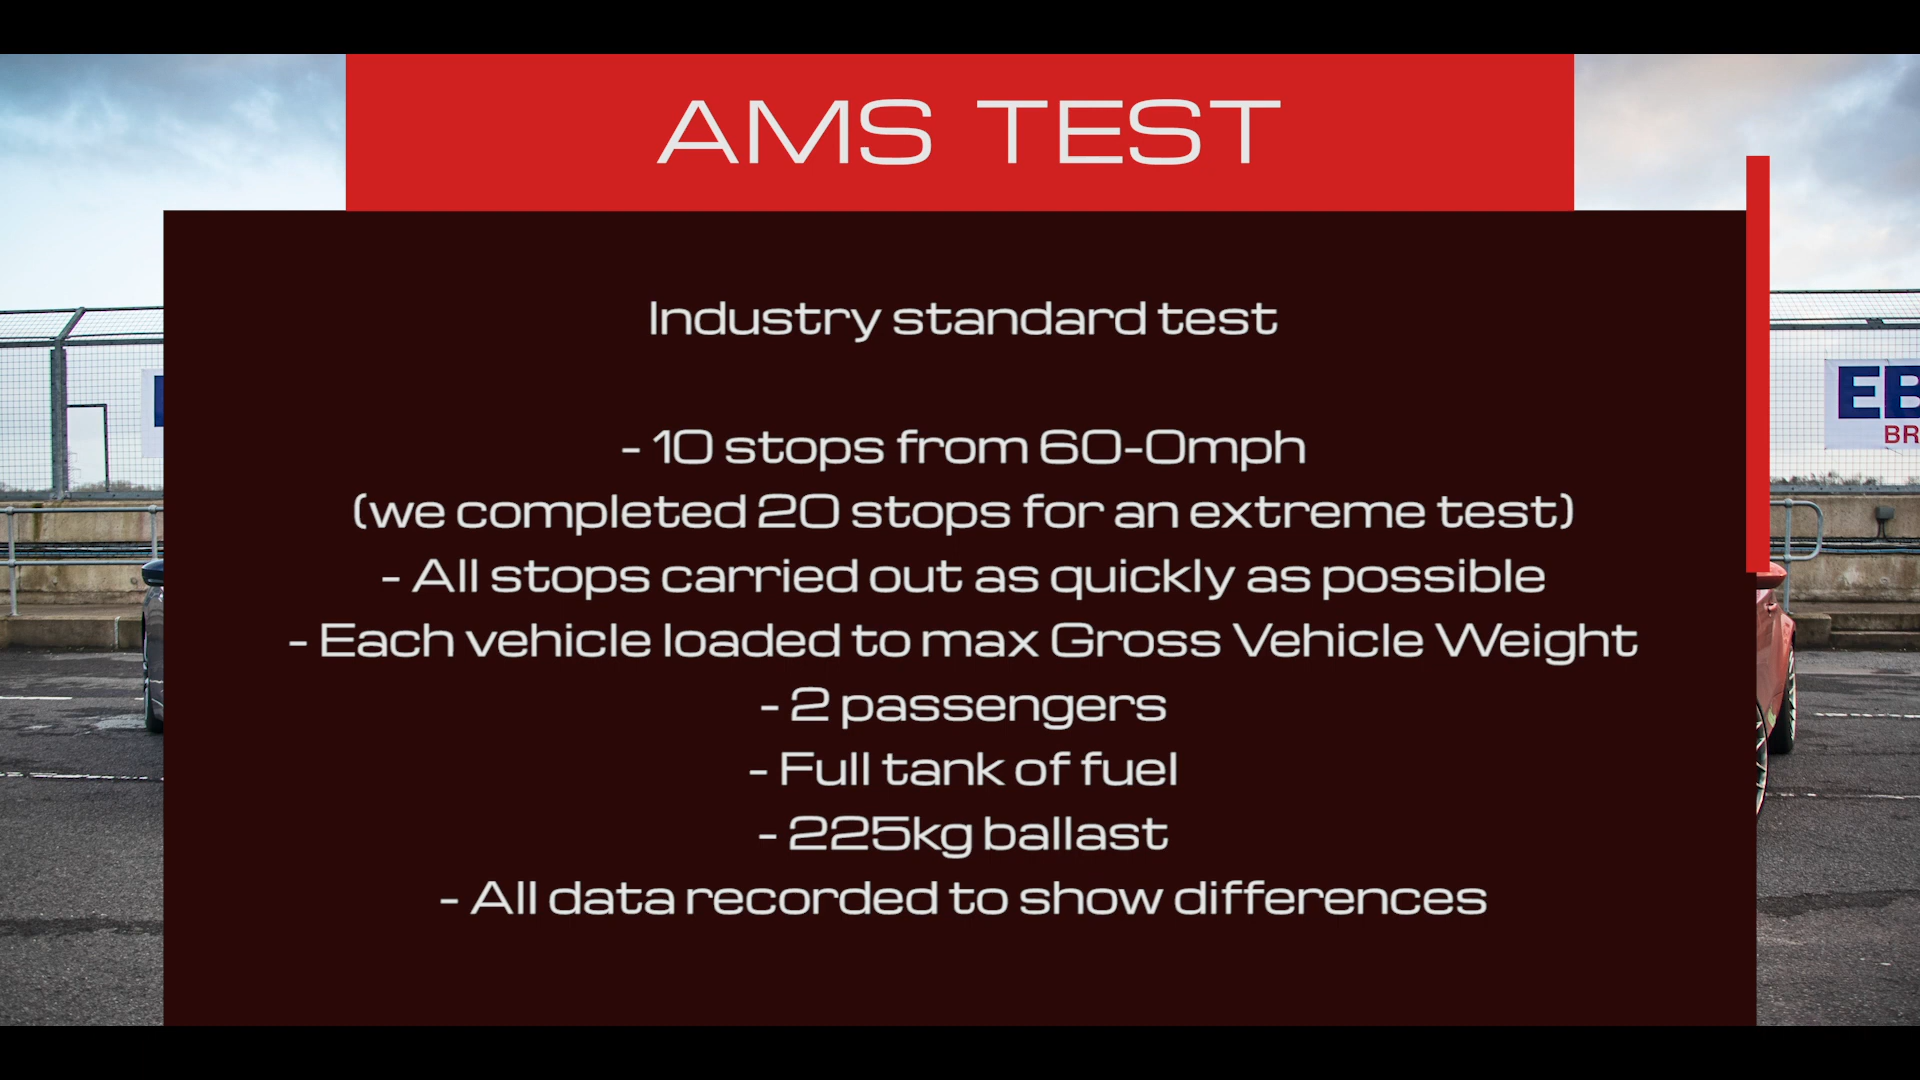 AMS TEST
Industry standard test
- 10 stops from 60-0mph
(we completed 20 stops for an extreme test)
- All stops carried out as quickly as possible
- Each vehicle loaded to max Gross Vehicle Weight
- 2 passengers
- Full tank of fuel
- 225kg ballast
- All data recorded to show differences